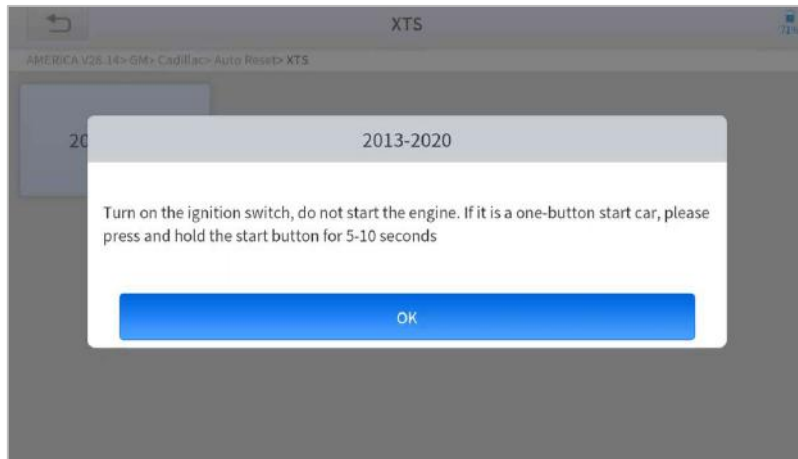 XTS
71%
AMERICA V28.14> GM> Cadillac> Auto Reset> XTS
20
2013-2020
Turn on the ignition switch, do not start the engine. If it is a one-button start car, please
press and hold the start button for 5-10 seconds
OK